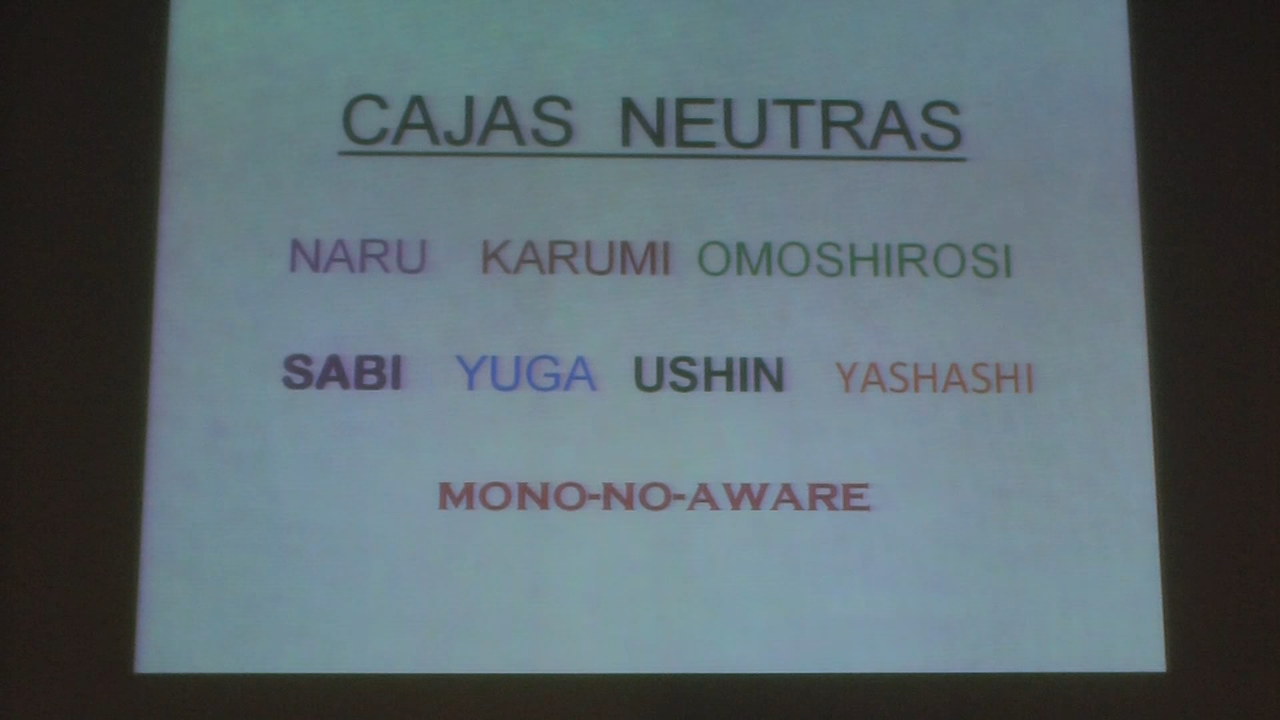 CAJAS NEUTRAS
NARU KARUMI OMOSHIROSI
SABI YUGA USHIN YASHASHI
MONO-NO-AWARE